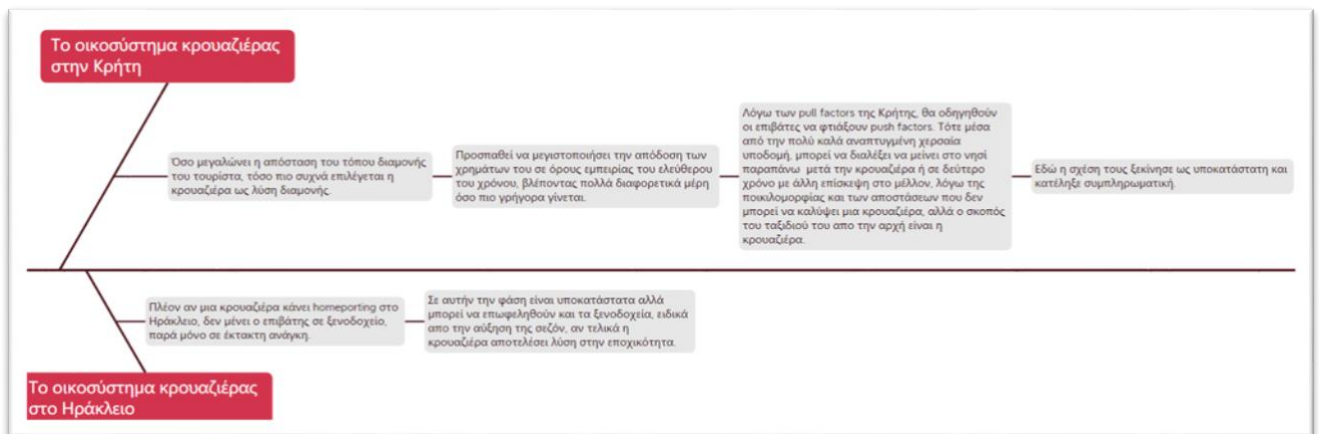 Το οικοσύστημα κρουαζιέρας
στην Κρήτη
Όσο μεγαλώνει η απόσταση του τόπου διαμονής
του τουρίστα, τόσο πιο συχνά επιλέγεται η
κρουαζιέρα ως λύση διαμονής.
Προσπαθεί να μεγιστοποιήσει την απόδοση των
χρημάτων του σε όρους εμπειρίας του ελεύθερου
του χρόνου, βλέποντας πολλά διαφορετικά μέρη
όσο πιο γρήγορα γίνεται.
Λόγω των pull factors της Κρήτης, θα οδηγηθούν
οι επιβάτες να φτιάξουν push factors. Τότε μέσα
από την πολύ καλά αναπτυγμένη χερσαία
υποδομή, μπορεί να διαλέξει να μείνει στο νησί
παραπάνω μετά την κρουαζιέρα ή σε δεύτερο
χρόνο με άλλη επίσκεψη στο μέλλον, λόγω της
ποικιλομορφίας και των αποστάσεων που δεν
μπορεί να καλύψει μια κρουαζιέρα, αλλά ο σκοπός
του ταξιδιού του απο την αρχή είναι η
κρουαζιέρα.
Εδώ η σχέση τους ξεκίνησε ως υποκατάστατη και
κατέληξε συμπληρωματική.
Πλέον αν μια κρουαζιέρα κάνει homeporting στο
Ηράκλειο, δεν μένει ο επιβάτης σε ξενοδοχείο,
παρά μόνο σε έκτακτη ανάγκη.
Σε αυτήν την φάση είναι υποκατάστατα αλλά
μπορεί να επωφεληθούν και τα ξενοδοχεία, ειδικά
απο την αύξηση της σεζόν, αν τελικά η
κρουαζιέρα αποτελέσει λύση στην εποχικότητα.
Το οικοσύστημα κρουαζιέρας
στο Ηράκλειο